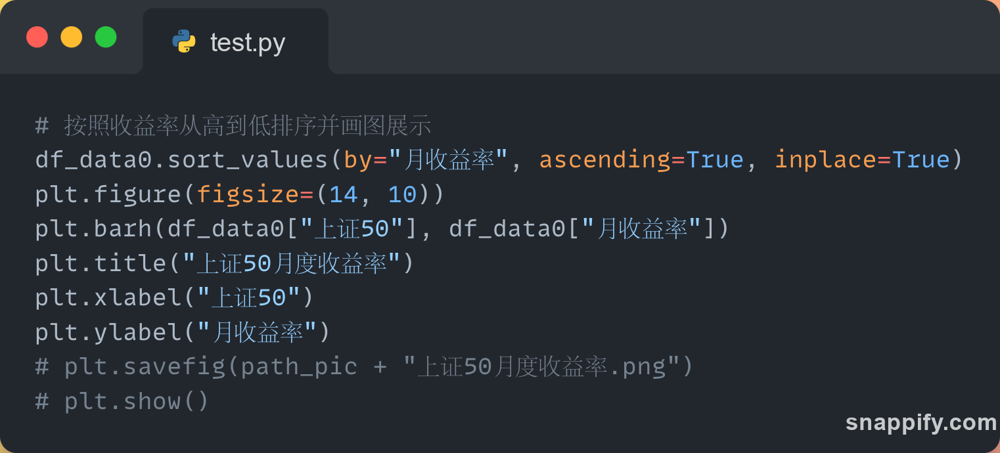 test.py
# 按照收益率从高到低排序并画图展示
df_data0.sort_values(by="月收益率", ascending=True, inplace=True)
plt.figure(figsize=(14, 10))
plt.barh(df_data0["上证50"], df_data0["月收益率"])
plt.title("上证50月度收益率")
plt.xlabel("上证50")
plt.ylabel("月收益率")
# plt.savefig(path_pic + "上证50月度收益率.png")
# plt.show()
snappify.com